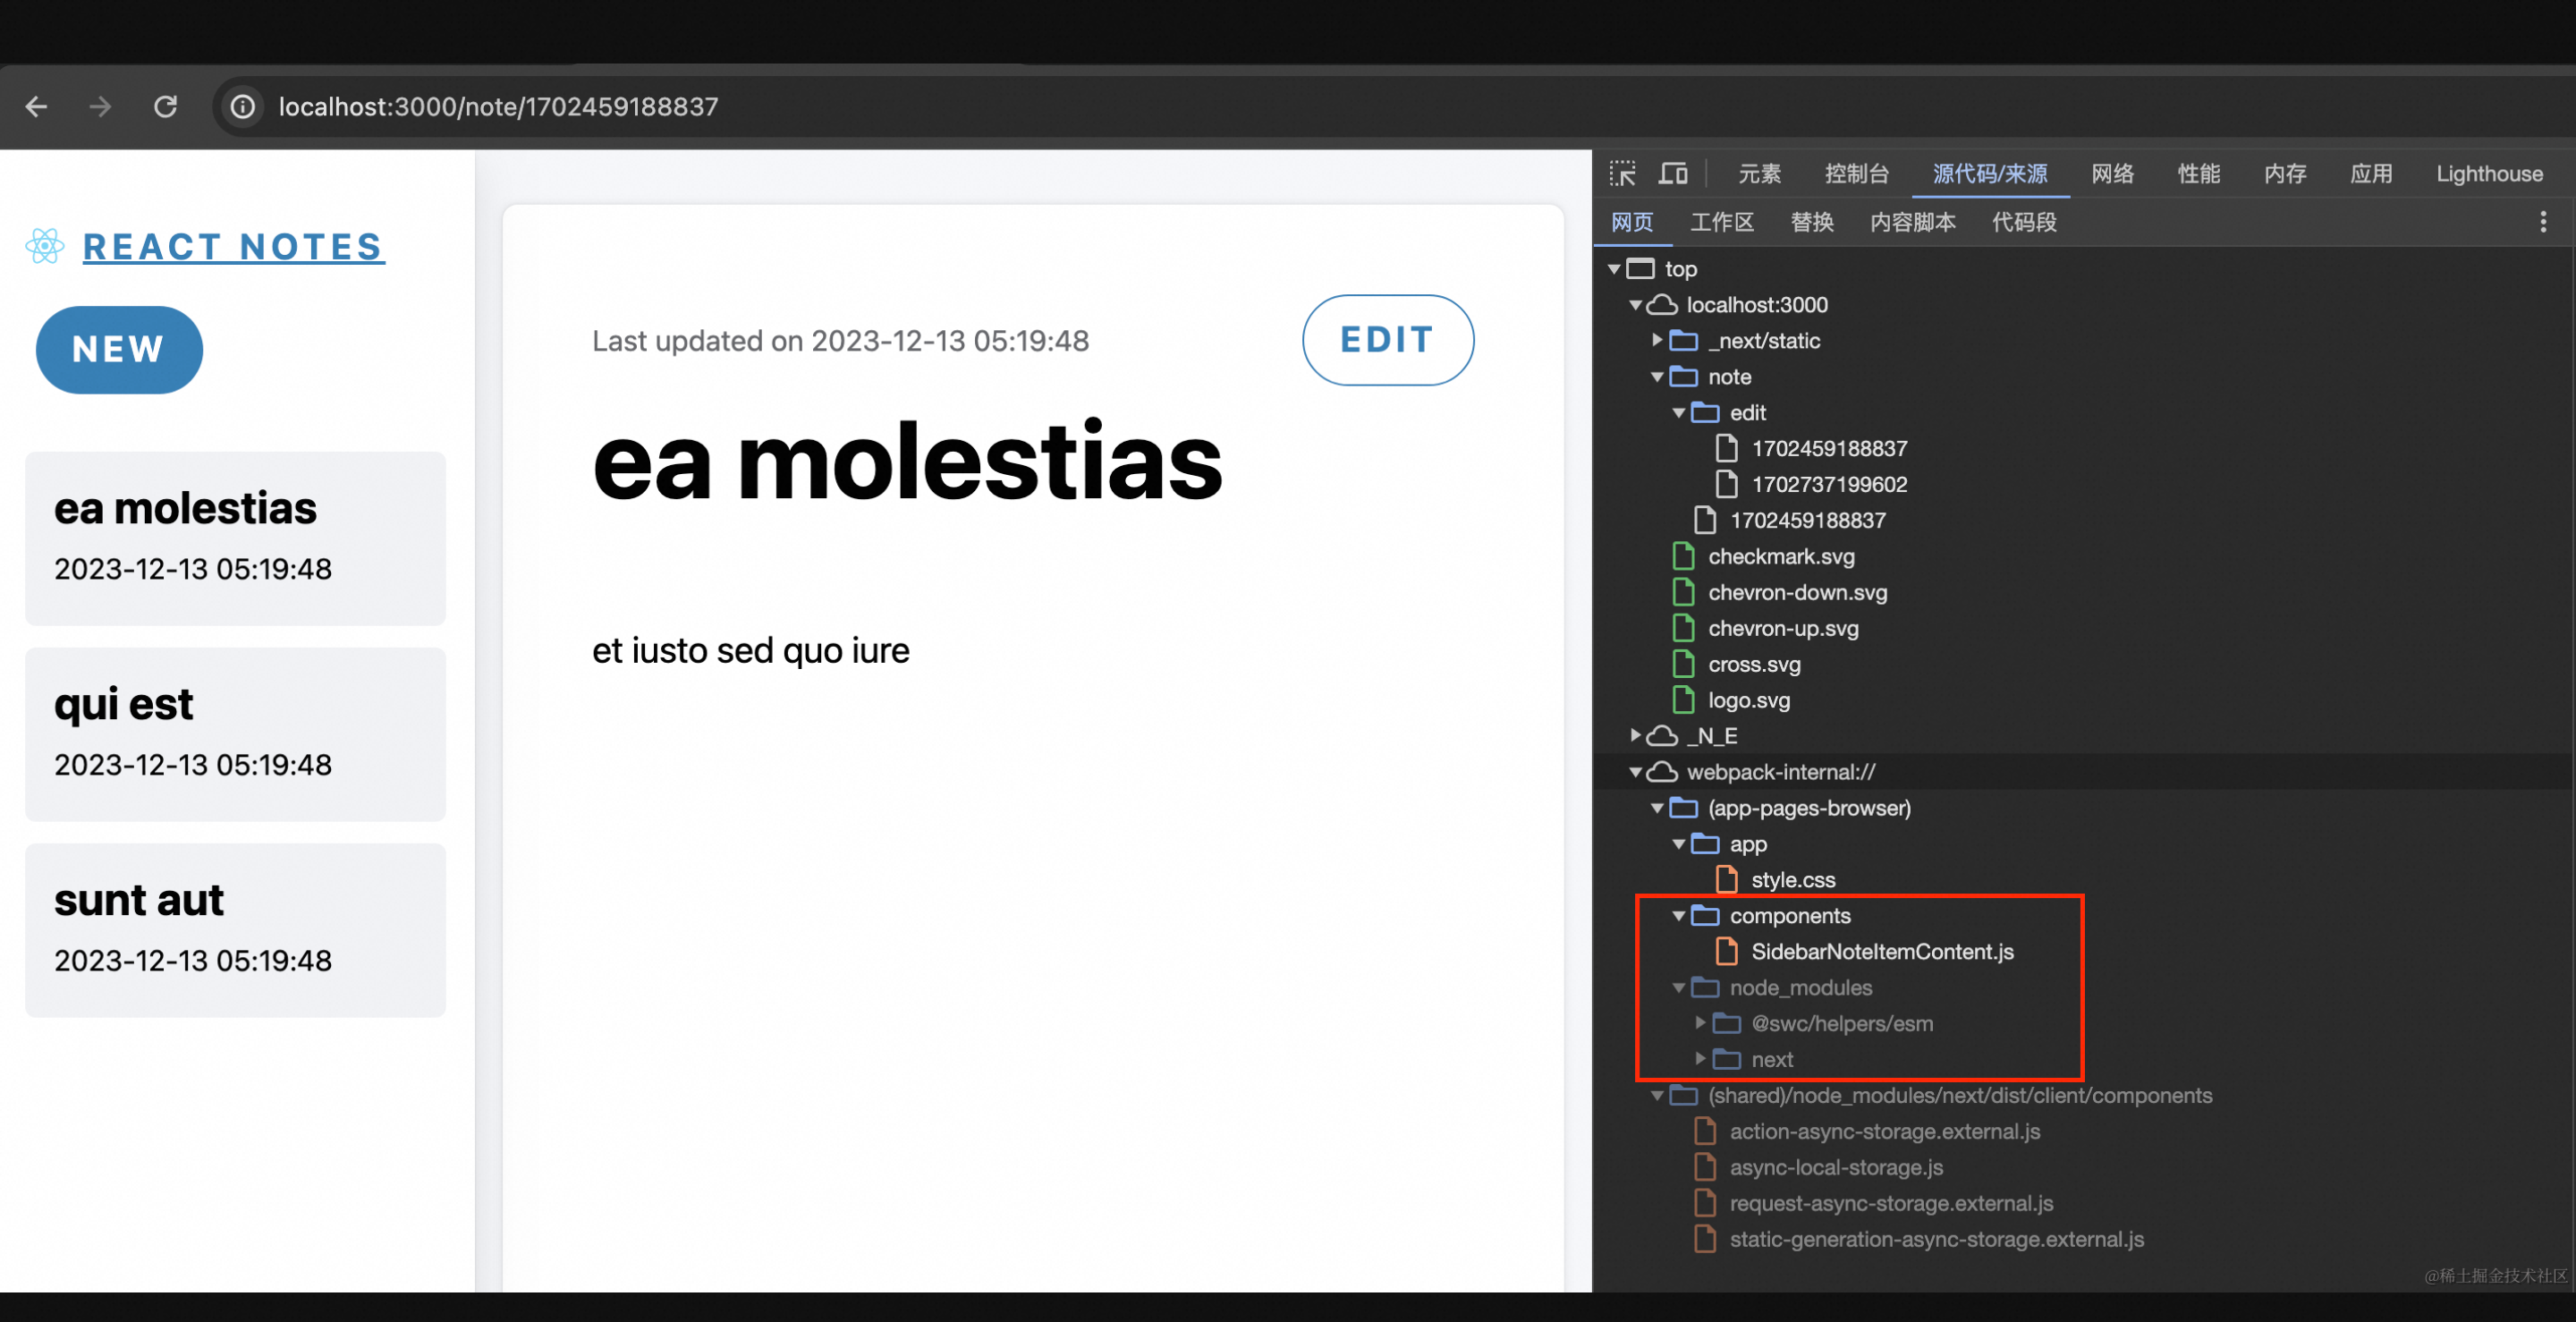 localhost:3000/note/1702459188837
REACT NOTES
NEW
ea molestias
2023-12-13 05:19:48
qui est
2023-12-13 05:19:48
sunt aut
2023-12-13 05:19:48
Last updated on 2023-12-13 05:19:48
EDIT
ea molestias
et iusto sed quo iure
元素 控制台 源代码/来源 网络 性能 内存 应用 Lighthouse
网页 工作区 替换 内容脚本 代码段
top
localhost:3000
_next/static
note
edit
1702459188837
1702737199602
1702459188837
checkmark.svg
chevron-down.svg
chevron-up.svg
cross.svg
logo.svg
_N_E
webpack-internal://
(app-pages-browser)
app
style.css
components
SidebarNoteItemContent.js
node_modules
@swc/helpers/esm
next
(shared)/node_modules/next/dist/client/components
action-async-storage.external.js
async-local-storage.js
request-async-storage.external.js
static-generation-async-storage.external.js
@稀土掘金技术社区